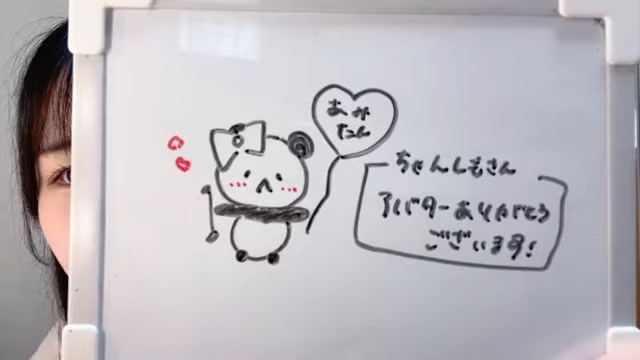 あみ
たん
ちゃんしもさん
アバターありがとう
ございます!